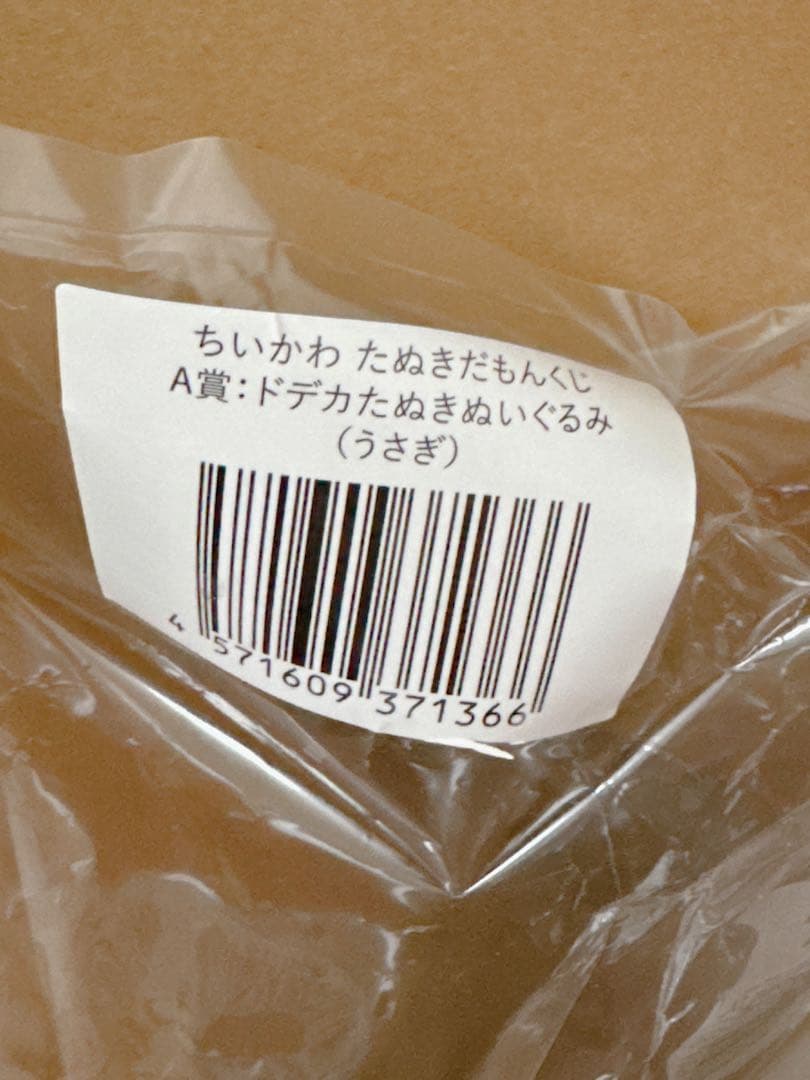 ちいかわ たぬきだもんくじ
A賞：ドデカたぬきぬいぐるみ
（うさぎ）
4 571609 371366